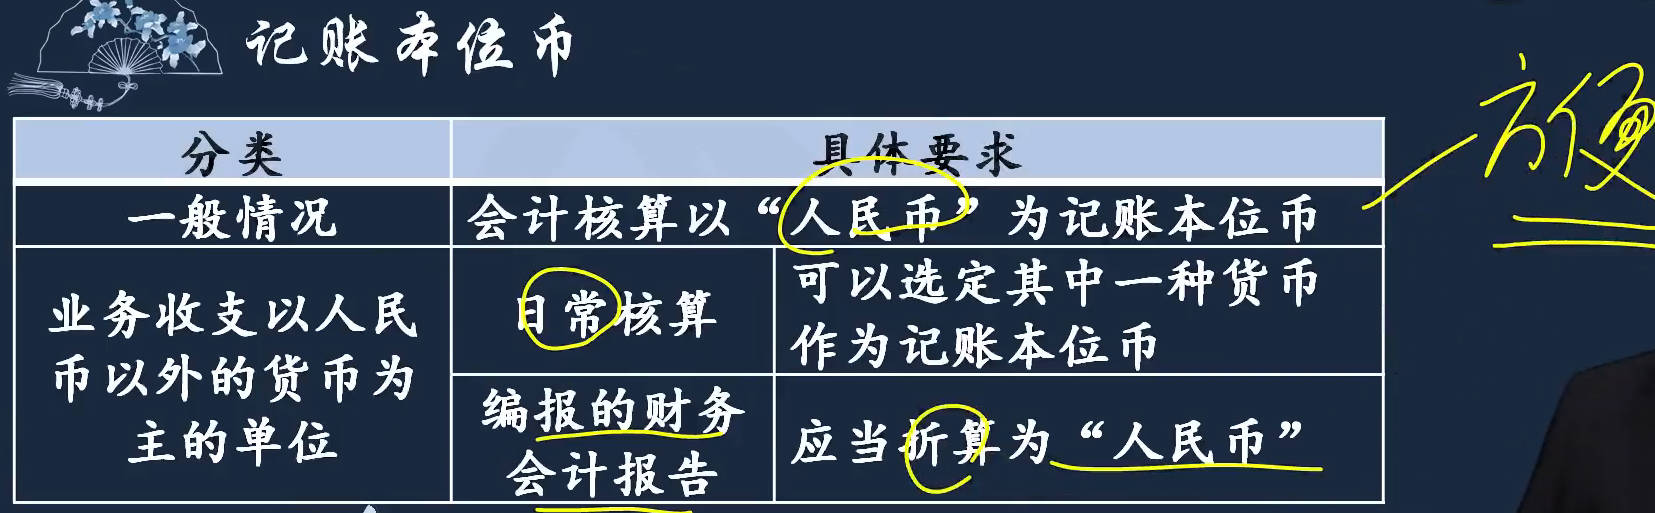 记账本位币
方便
分类
具体要求
一般情况
会计核算以“人民币”为记账本位币
业务收支以人民
币以外的货币为
主的单位
日常核算
可以选定其中一种货币
作为记账本位币
编报的财务
会计报告
应当折算为“人民币”